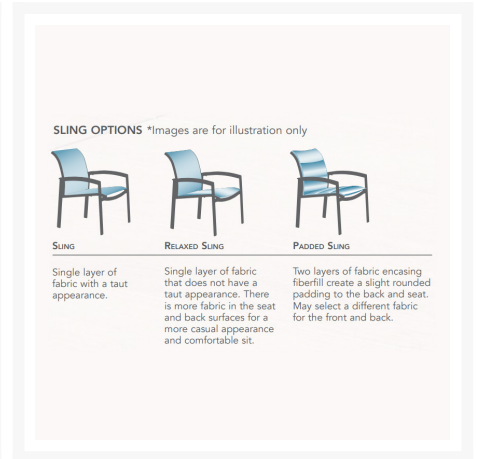 SLING OPTIONS *Images are for illustration only
SLING
RELAXED SLING
PADDED SLING
Single layer of
fabric with a taut
appearance.
Single layer of fabric
that does not have a
taut appearance. There
is more fabric in the seat
and back surfaces for a
more casual appearance
and comfortable sit.
Two layers of fabric encasing
fiberfill create a slight rounded
padding to the back and seat.
May select a different fabric
for the front and back.